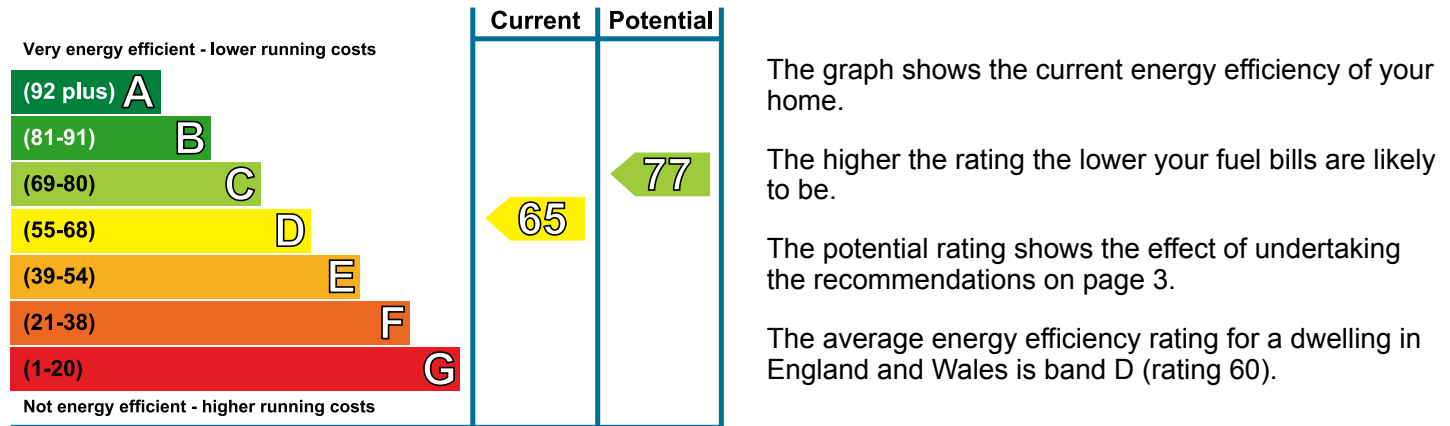 Current Potential
Very energy efficient - lower running costs
(92 plus) A
(81-91) B
(69-80) C
77
(55-68) D
65
(39-54) E
(21-38) F
(1-20) G
Not energy efficient - higher running costs
The graph shows the current energy efficiency of your
home.
The higher the rating the lower your fuel bills are likely
to be.
The potential rating shows the effect of undertaking
the recommendations on page 3.
The average energy efficiency rating for a dwelling in
England and Wales is band D (rating 60).